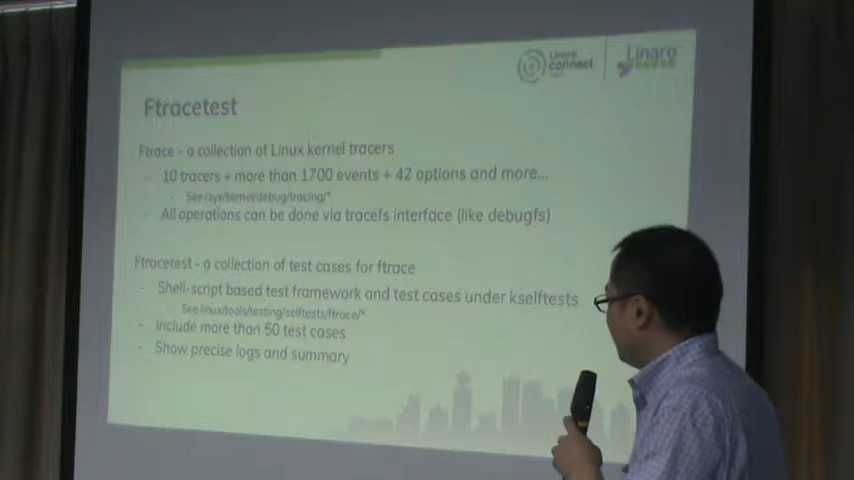 Linaro
connect
Linaro
Ftracetest
Ftrace - a collection of Linux kernel tracers
- 10 tracers + more than 1700 events + 42 options and more...
- See /sys/kernel/debug/tracing/*
- All operations can be done via tracefs interface (like debugfs)
Ftracetest - a collection of test cases for ftrace
- Shell-script based test framework and test cases under kselftests
- See linux/tools/testing/selftests/ftrace/*
- Include more than 50 test cases
- Show precise logs and summary